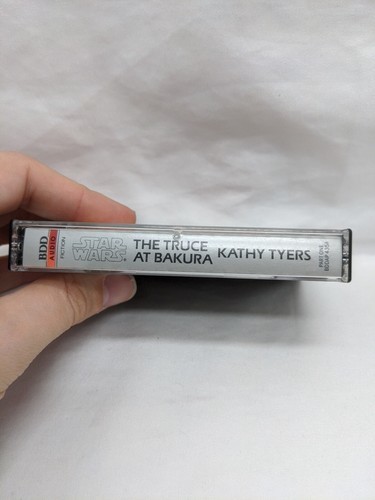 BDD
AUDIO
FICTION
STAR
WARS
THE TRUCE
AT BAKURA
KATHY TYERS